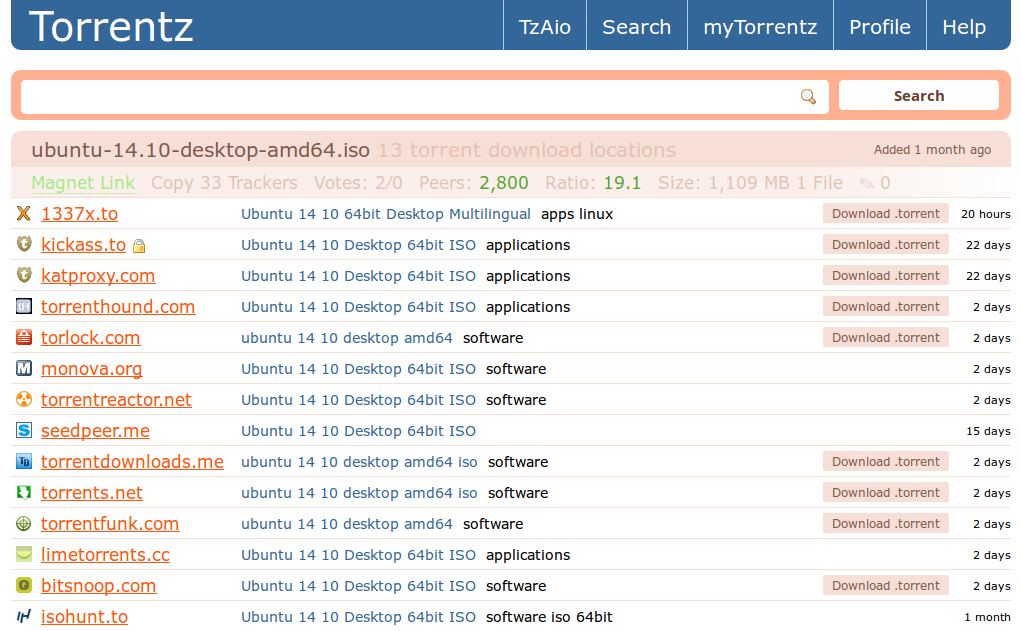 Torrentz TzAio Search myTorrentz Profile Help
Search
ubuntu-14.10-desktop-amd64.iso 13 torrent download locations Added 1 month ago
Magnet Link Copy 33 Trackers Votes: 2/0 Peers: 2,800 Ratio: 19.1 Size: 1,109 MB 1 File 0
1337x.to Ubuntu 14 10 64bit Desktop Multilingual apps linux Download .torrent 20 hours
kickass.to Ubuntu 14 10 Desktop 64bit ISO applications Download .torrent 22 days
katproxy.com Ubuntu 14 10 Desktop 64bit ISO applications Download .torrent 22 days
torrenthound.com Ubuntu 14 10 Desktop 64bit ISO applications Download .torrent 2 days
torlock.com ubuntu 14 10 desktop amd64 software Download .torrent 2 days
monova.org Ubuntu 14 10 Desktop 64bit ISO software 2 days
torrentreactor.net Ubuntu 14 10 Desktop 64bit ISO software 2 days
seedpeer.me Ubuntu 14 10 Desktop 64bit ISO 15 days
torrentdownloads.me ubuntu 14 10 desktop amd64 iso software Download .torrent 2 days
torrents.net ubuntu 14 10 desktop amd64 iso software Download .torrent 2 days
torrentfunk.com ubuntu 14 10 desktop amd64 software Download .torrent 2 days
limetorrents.cc Ubuntu 14 10 Desktop 64bit ISO applications 2 days
bitsnoop.com Ubuntu 14 10 Desktop 64bit ISO software Download .torrent 2 days
isohunt.to Ubuntu 14 10 Desktop 64bit ISO software iso 64bit 1 month